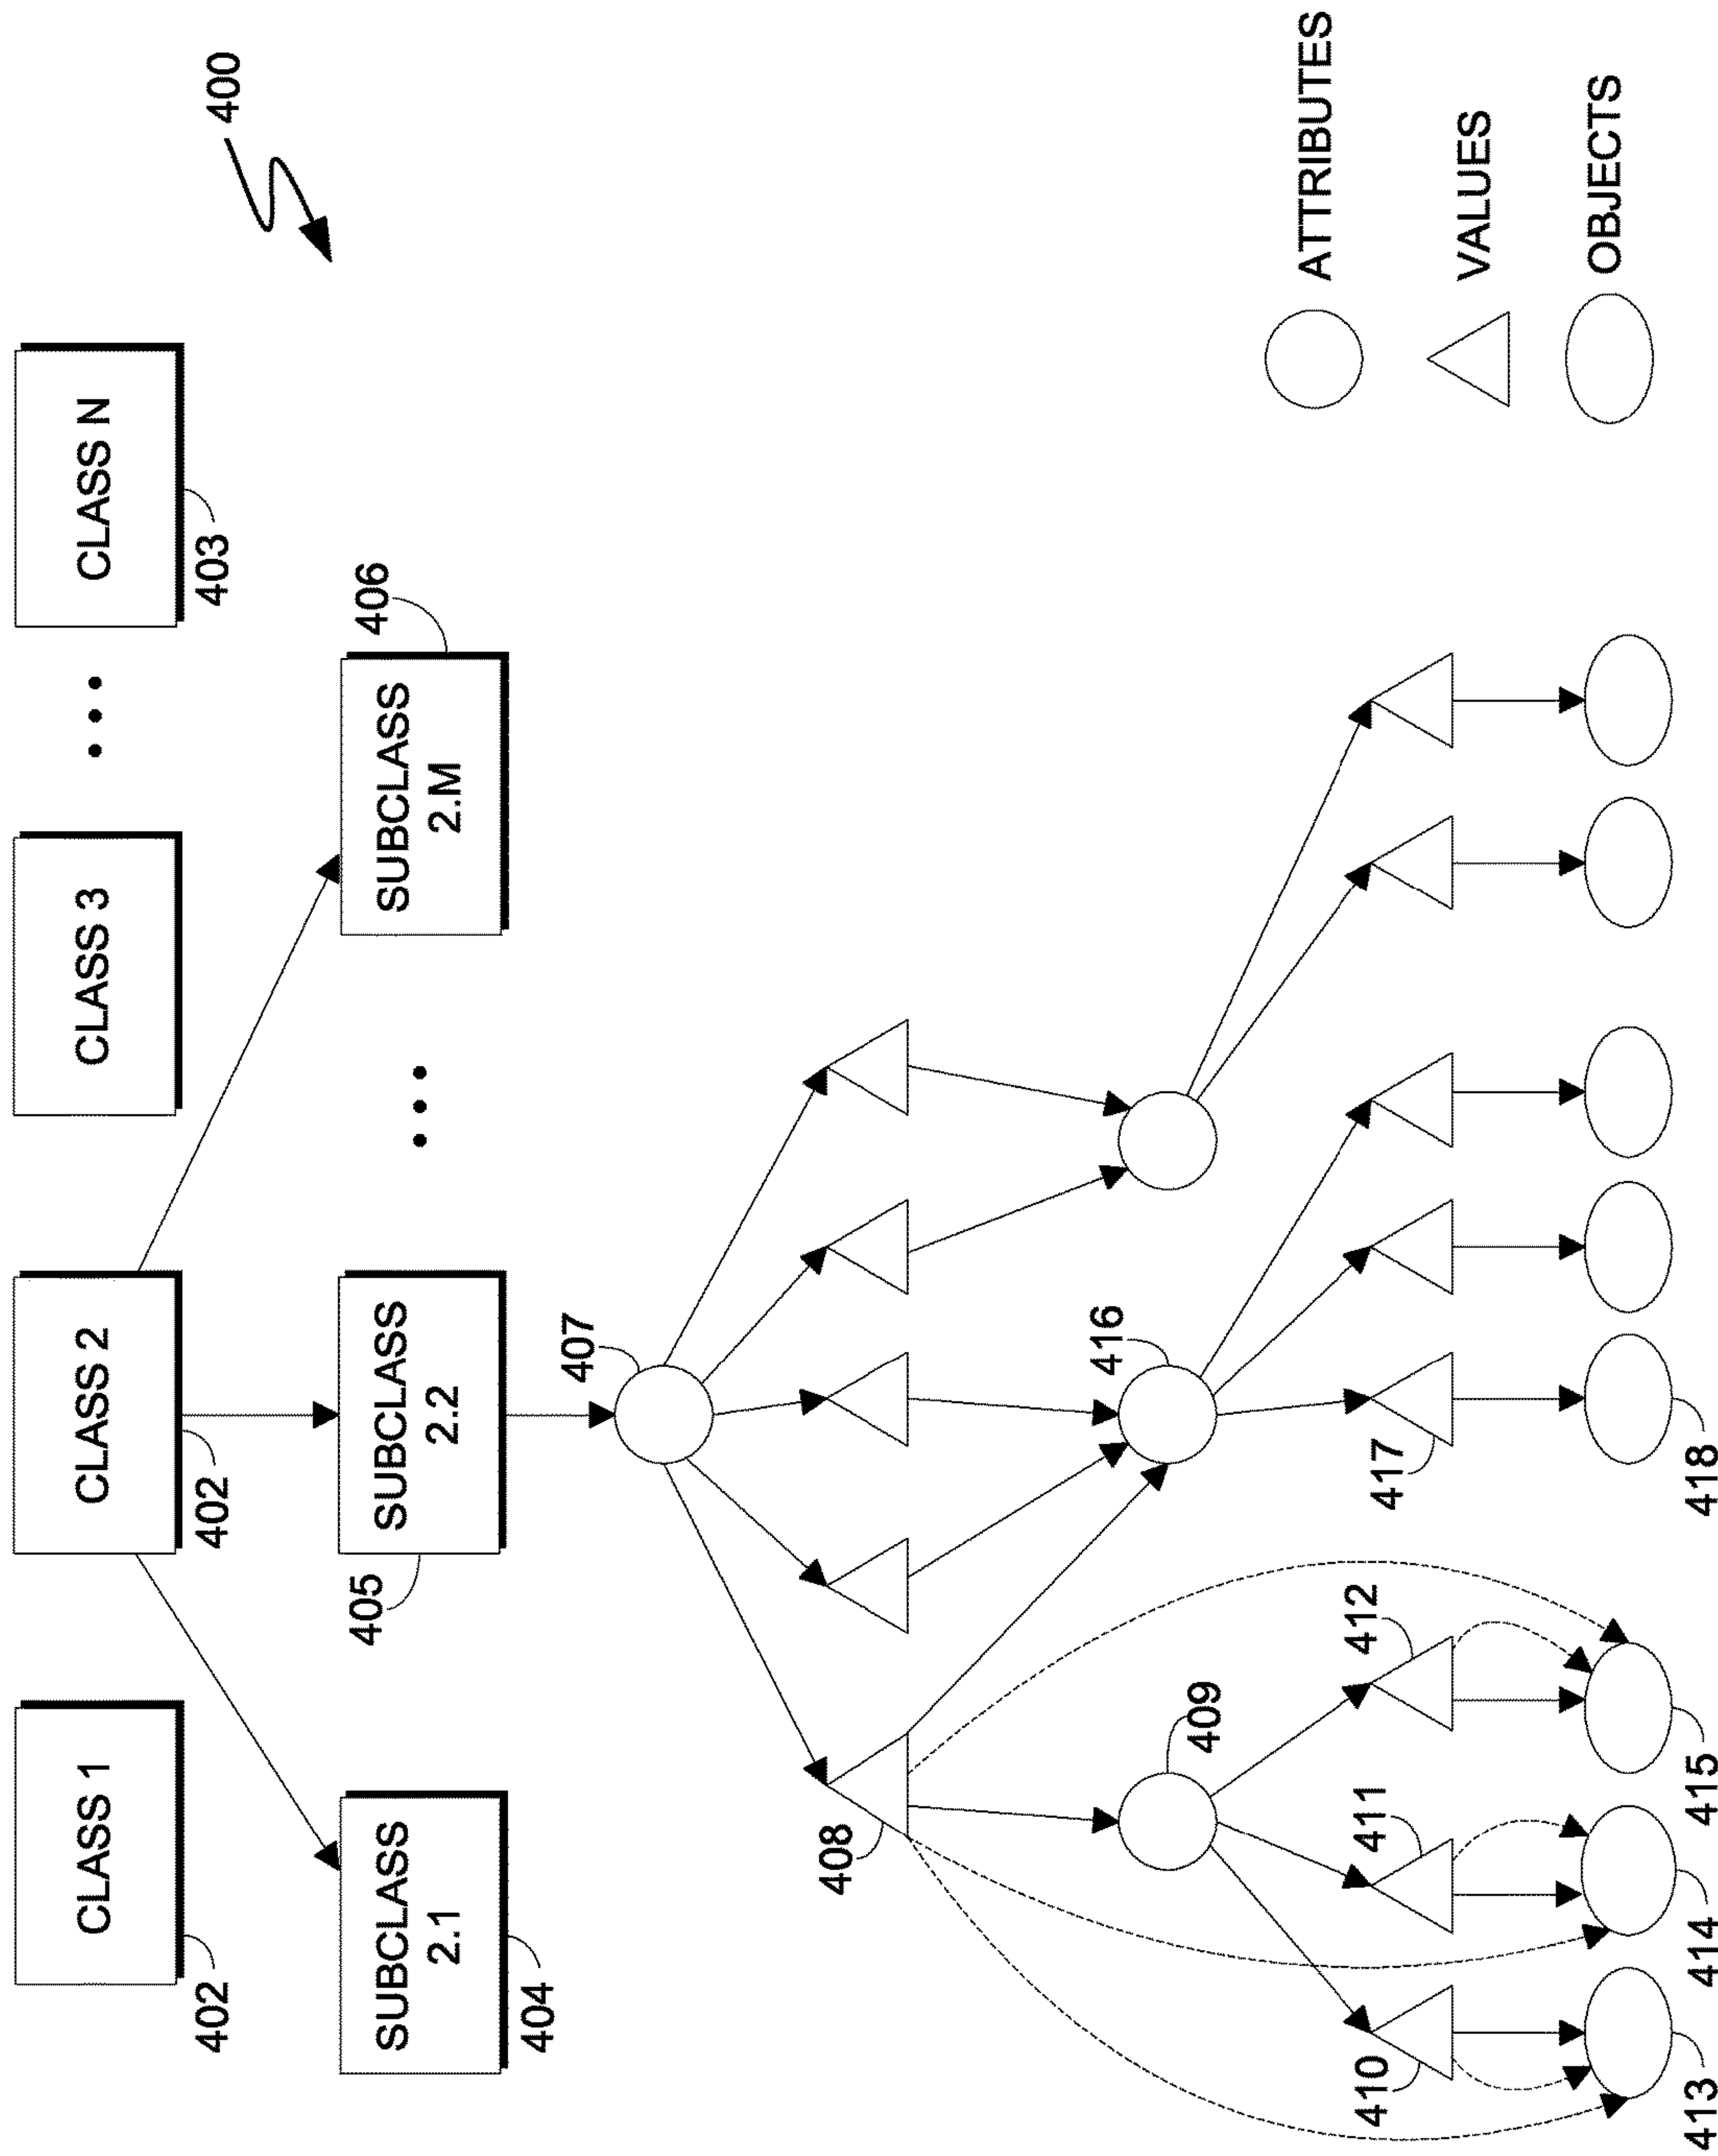 400
CLASS 1
CLASS 2
CLASS 3
• • •
CLASS N
402
402
403
SUBCLASS
2.1
SUBCLASS
2.2
• • •
SUBCLASS
2.M
404
405
406
407
408
409
416
410
411
412
417
413
414
415
418
ATTRIBUTES
VALUES
OBJECTS